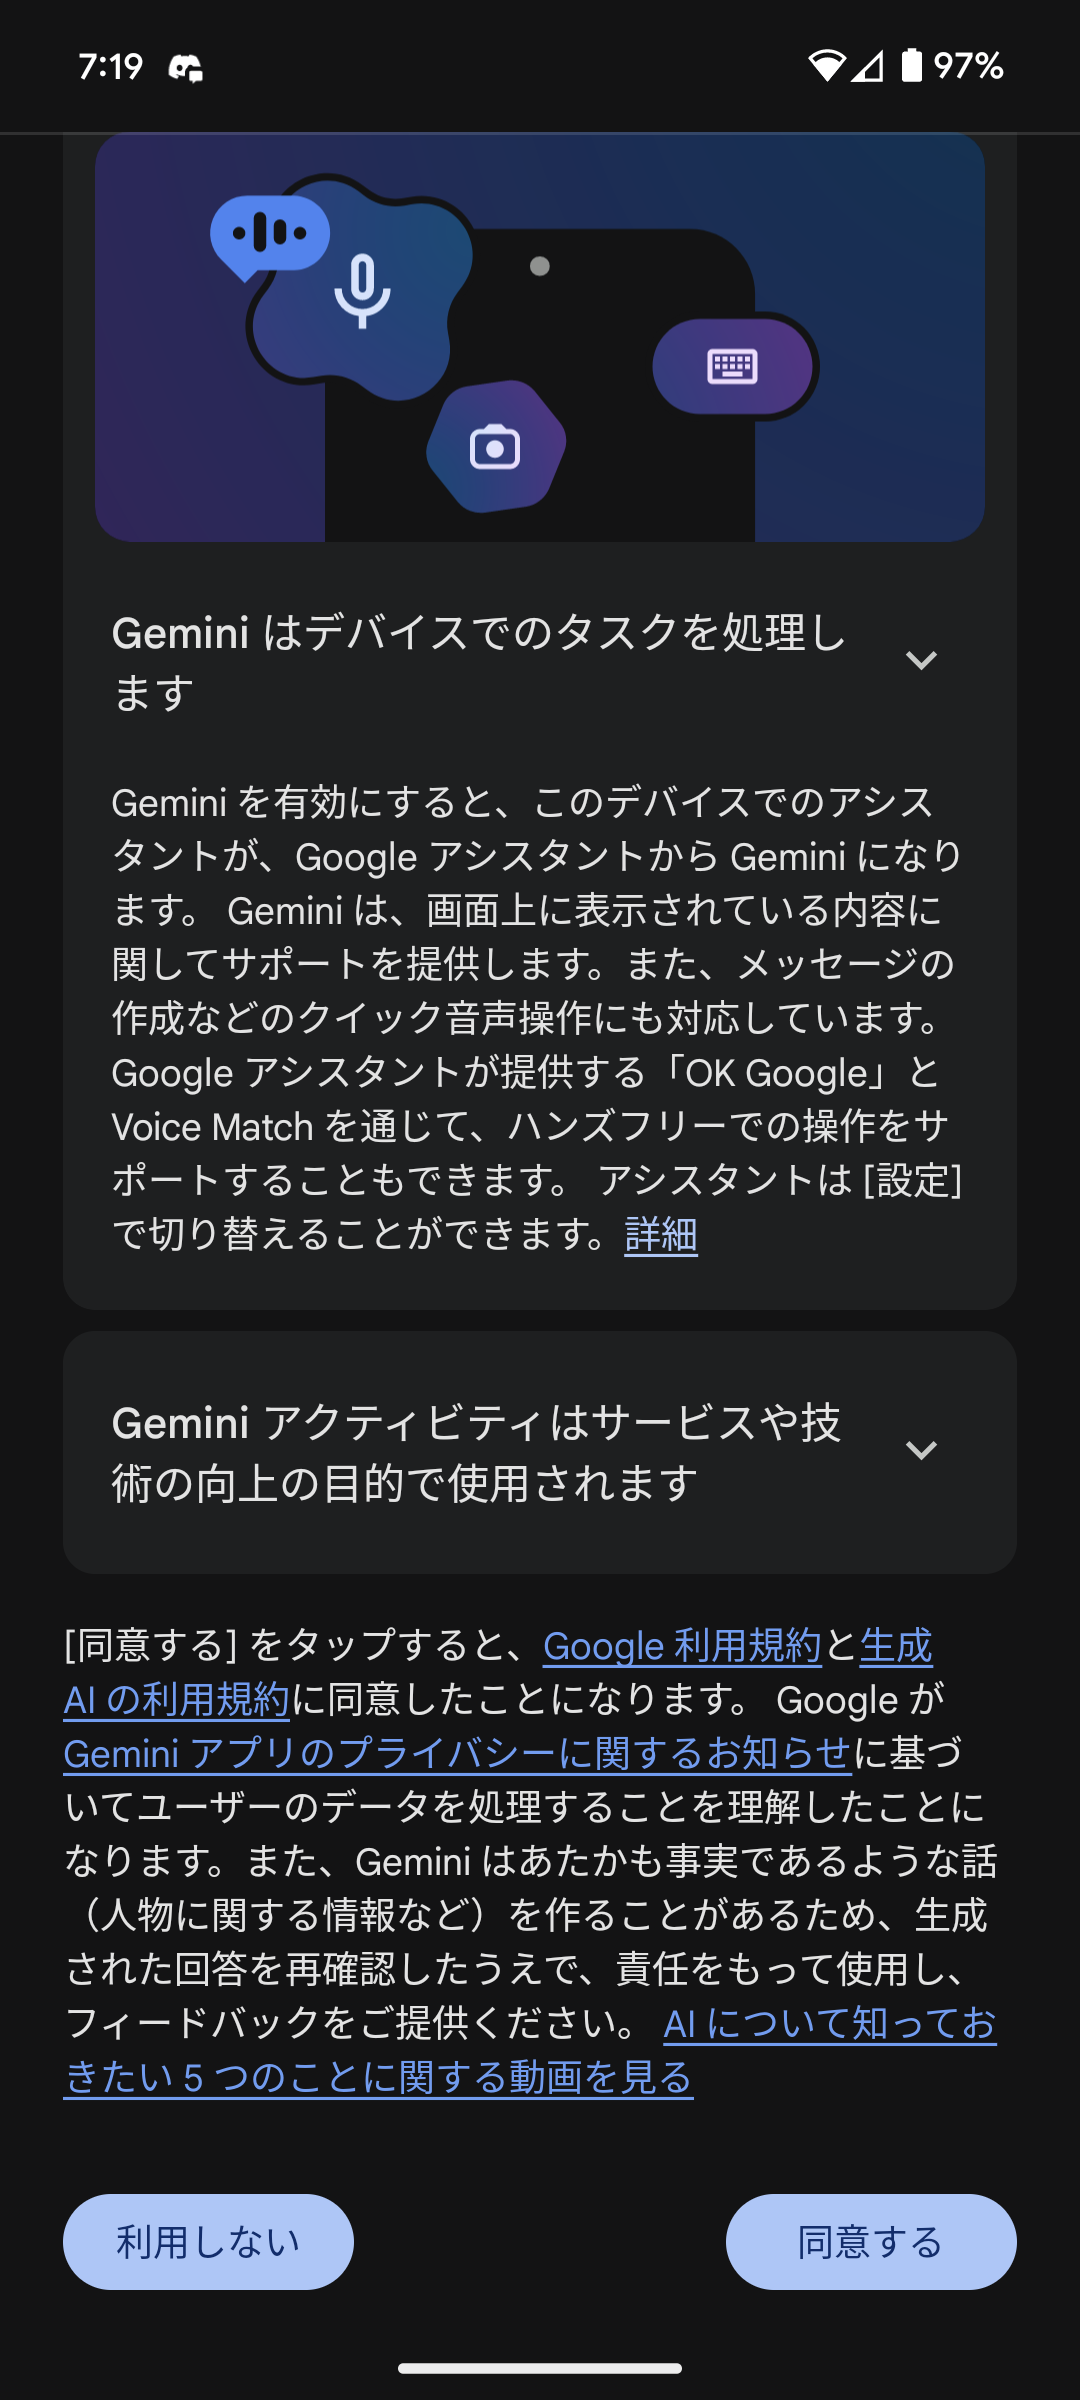 7:19
97%
Gemini はデバイスでのタスクを処理し
ます
Gemini を有効にすると、このデバイスでのアシス
タントが、Google アシスタントから Gemini になり
ます。 Gemini は、画面上に表示されている内容に
関してサポートを提供します。また、メッセージの
作成などのクイック音声操作にも対応しています。
Google アシスタントが提供する「OK Google」と
Voice Match を通じて、ハンズフリーでの操作をサ
ポートすることもできます。 アシスタントは [設定]
で切り替えることができます。詳細
Gemini アクティビティはサービスや技
術の向上の目的で使用されます
[同意する] をタップすると、Google 利用規約と生成
AI の利用規約に同意したことになります。 Google が
Gemini アプリのプライバシーに関するお知らせに基づ
いてユーザーのデータを処理することを理解したことに
なります。また、Gemini はあたかも事実であるような話
（人物に関する情報など）を作ることがあるため、生成
された回答を再確認したうえで、責任をもって使用し、
フィードバックをご提供ください。 AI について知ってお
きたい 5 つのことに関する動画を見る
利用しない
同意する